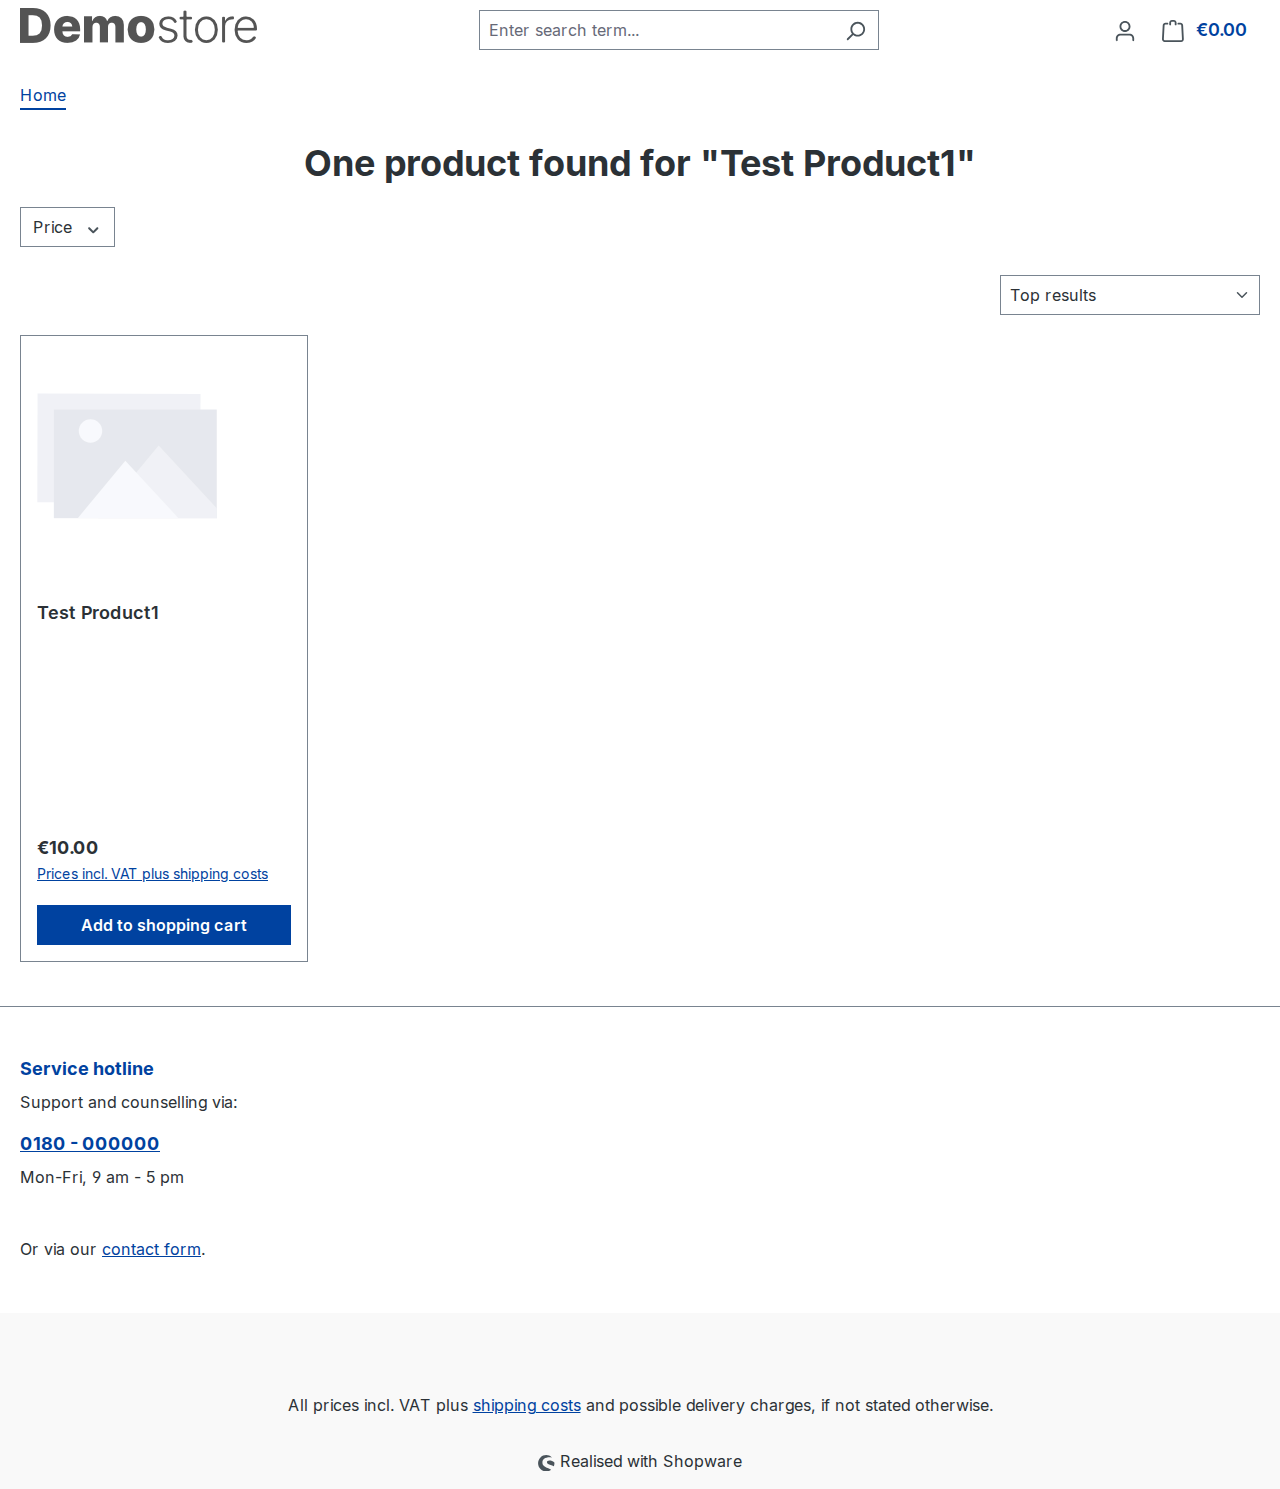 Demostore
Enter search term...
€0.00
Home
One product found for "Test Product1"
Price
Top results
Test Product1
€10.00
Prices incl. VAT plus shipping costs
Add to shopping cart
Service hotline
Support and counselling via:
0180 - 000000
Mon-Fri, 9 am - 5 pm
Or via our contact form.
All prices incl. VAT plus shipping costs and possible delivery charges, if not stated otherwise.
Realised with Shopware